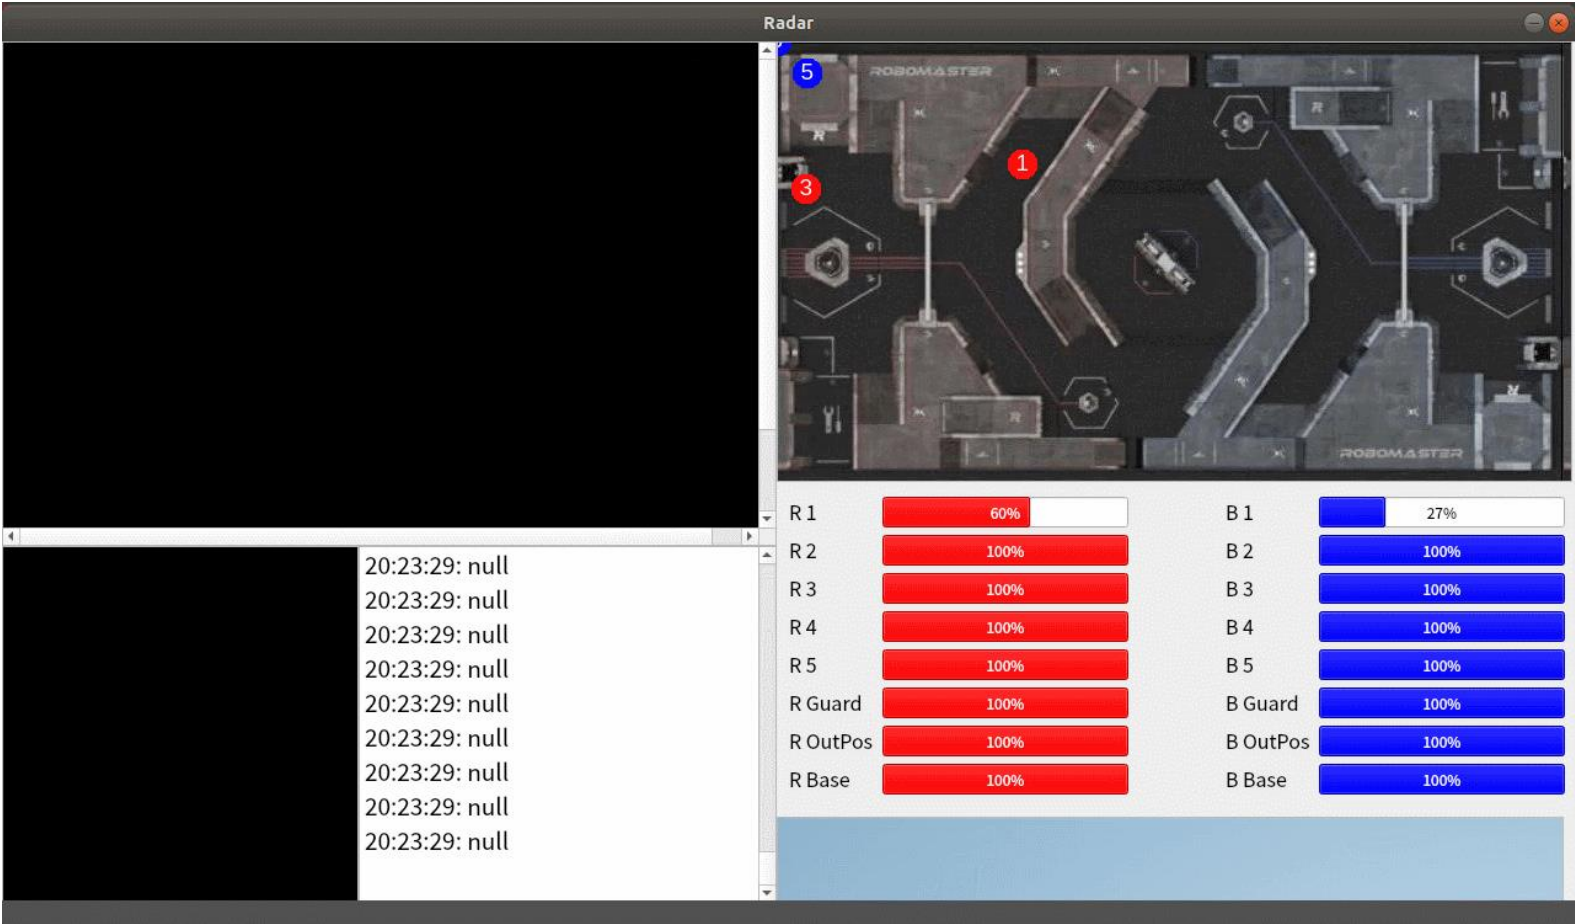 Radar
5
ROBOMASTER
R
1
3
R
R
R
ROBOMASTER
20:23:29: null
20:23:29: null
20:23:29: null
20:23:29: null
20:23:29: null
20:23:29: null
20:23:29: null
20:23:29: null
20:23:29: null
R 1 60% B 1 27%
R 2 100% B 2 100%
R 3 100% B 3 100%
R 4 100% B 4 100%
R 5 100% B 5 100%
R Guard 100% B Guard 100%
R OutPos 100% B OutPos 100%
R Base 100% B Base 100%